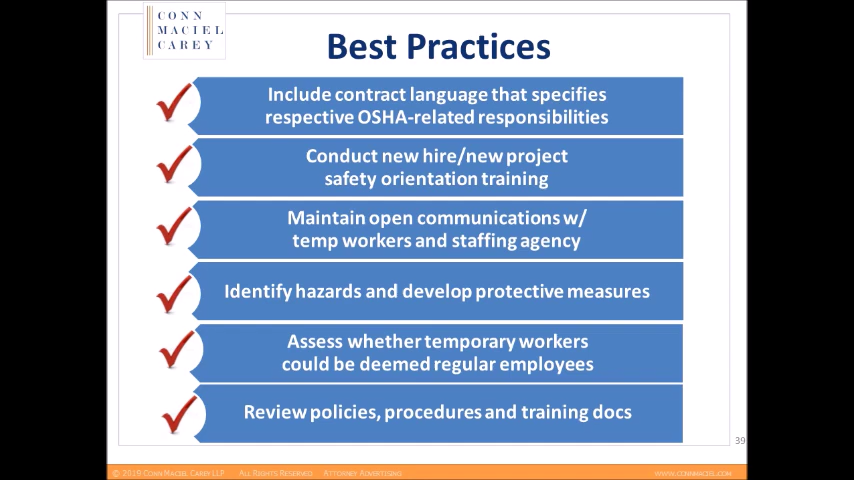 CONN
MACIEL
CAREY
Best Practices
Include contract language that specifies
respective OSHA-related responsibilities
Conduct new hire/new project
safety orientation training
Maintain open communications w/
temp workers and staffing agency
Identify hazards and develop protective measures
Assess whether temporary workers
could be deemed regular employees
Review policies, procedures and training docs
39
© 2016 CONN MACIEL CAREY LLP ALL RIGHTS RESERVED ATTORNEY ADVERTISING WWW.CONNMACIEL.COM